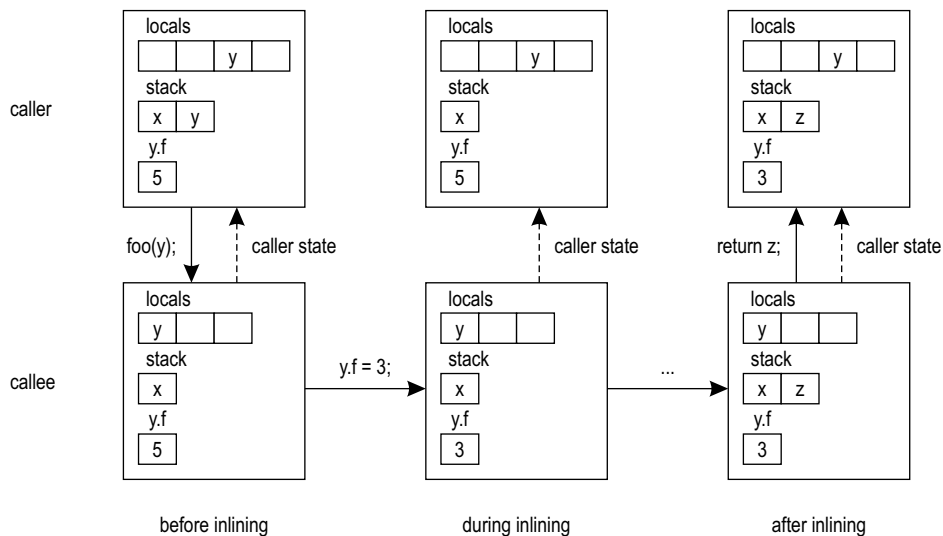 locals locals locals
y y y
stack stack stack
caller x y x x z
y.f y.f y.f
5 5 3
foo(y); caller state caller state return z; caller state
locals locals locals
y y y
stack stack stack
callee x y.f = 3; x ... x z
y.f y.f y.f
5 3 3
before inlining during inlining after inlining